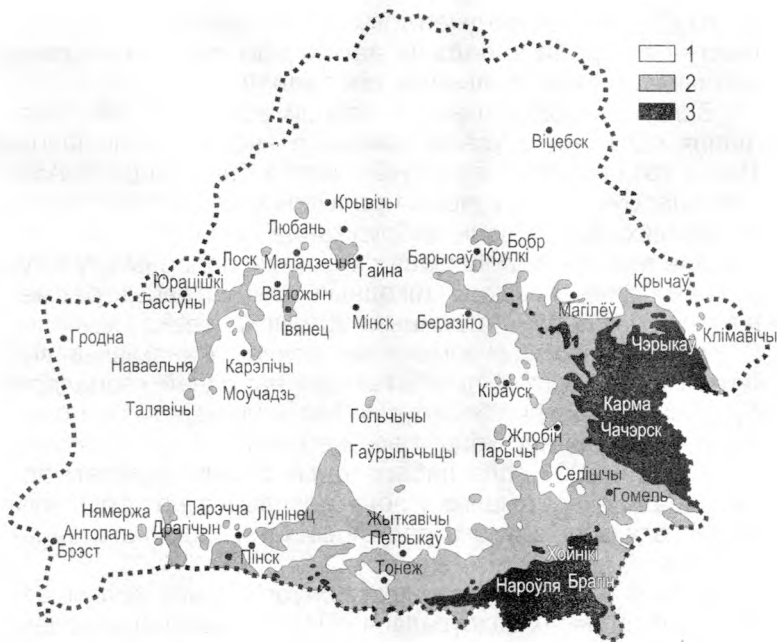 1
2
3
Віцебск
Крывічы
Любань
Бобр
Барысаў
Крупкі
Лоск
Маладзечна
Гайна
Юрацішкі
Бастуны
Валожын
Крычаў
Магілёў
Івянец
Мінск
Беразіно
Клімавічы
Гродна
Чэрыкаў
Карэлічы
Наваельня
Моўчадзь
Кіраўск
Талявічы
Карма
Гольчычы
Чачэрск
Жлобін
Гаўрыльчыцы
Парычы
Селішчы
Гомель
Нямержа
Парэчча
Лунінец
Жыткавічы
Антопаль
Драгічын
Петрыкаў
Брэст
Пінск
Хойнікі
Тонеж
Нароўля
Брагін